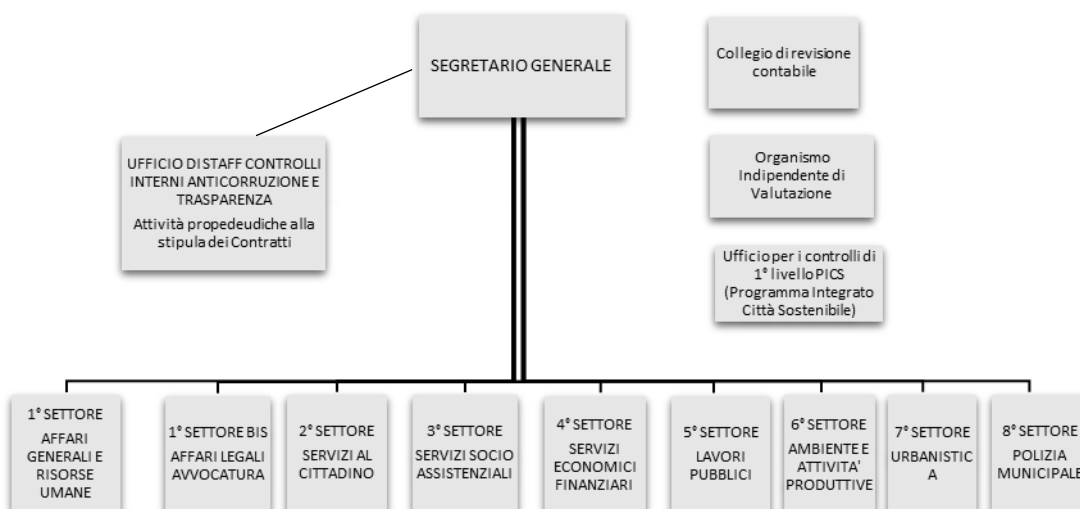 SEGRETARIO GENERALE
Collegio di revisione
contabile
UFFICIO DI STAFF CONTROLLI
INTERNI ANTICORRUZIONE E
TRASPARENZA
Attività propedeudiche alla
stipula dei Contratti
Organismo
Indipendente di
Valutazione
Ufficio per i controlli di
1° livello PICS
(Programma Integrato
Città Sostenibile)
1° SETTORE
AFFARI
GENERALI E
RISORSE
UMANE
1° SETTORE BIS
AFFARI LEGALI
AVVOCATURA
2° SETTORE
SERVIZI AL
CITTADINO
3° SETTORE
SERVIZI SOCIO
ASSISTENZIALI
4° SETTORE
SERVIZI
ECONOMICI
FINANZIARI
5° SETTORE
LAVORI
PUBBLICI
6° SETTORE
AMBIENTE E
ATTIVITA'
PRODUTTIVE
7° SETTORE
URBANISTIC
A
8° SETTORE
POLIZIA
MUNICIPALE